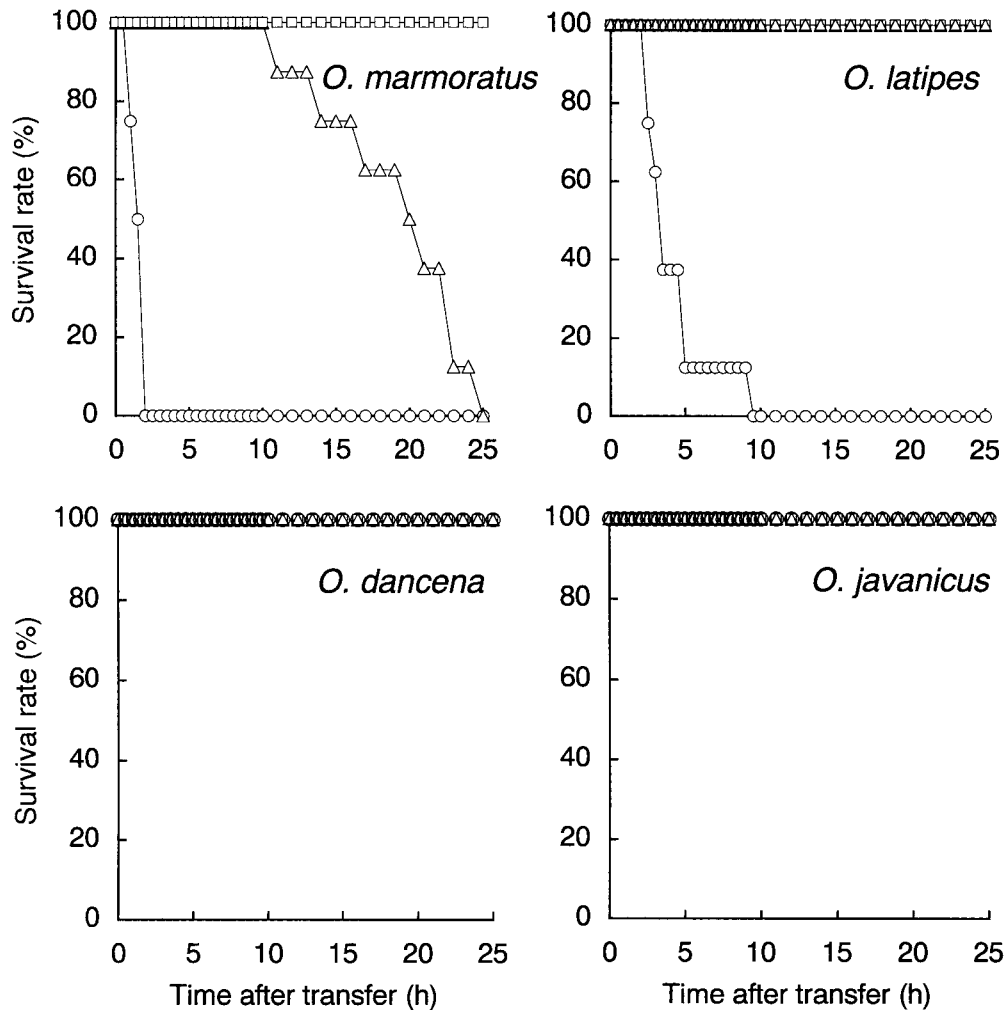 100
80
60
40
20
0
Survival rate (%)
O. marmoratus
0 5 10 15 20 25
100
80
60
40
20
0
O. latipes
0 5 10 15 20 25
100
80
60
40
20
0
Survival rate (%)
O. dancena
0 5 10 15 20 25
Time after transfer (h)
100
80
60
40
20
0
O. javanicus
0 5 10 15 20 25
Time after transfer (h)